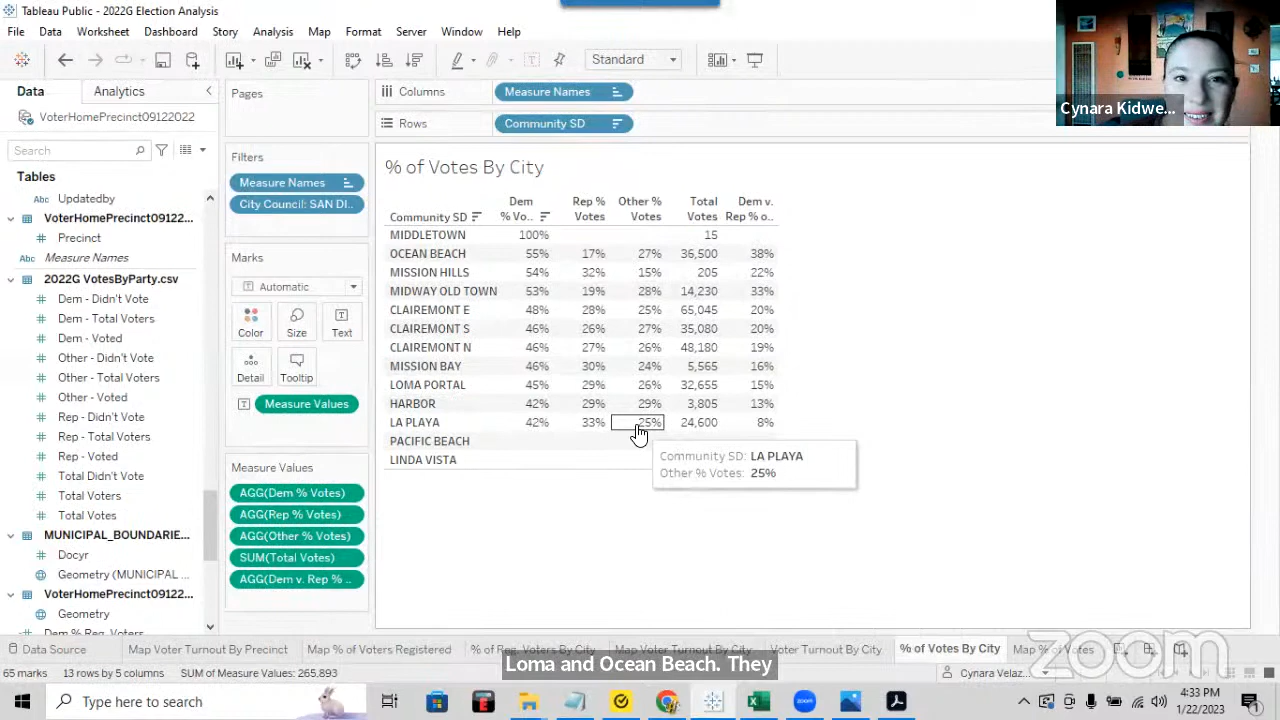 Tableau Public - 2022G Election Analysis
File Data Worksheet Dashboard Story Analysis Map Format Server Window Help
Standard
Cynara Kidwe...
Data Analytics
VoterHomePrecinct09122022
Search
Tables
Abc Updatedby
VoterHomePrecinct0912...
# Precinct
Abc Measure Names
2022G VotesByParty.csv
# Dem - Didn't Vote
# Dem - Total Voters
# Dem - Voted
# Other - Didn't Vote
# Other - Total Voters
# Other - Voted
# Rep - Didn't Vote
# Rep - Total Voters
# Rep - Voted
# Total Didn't Vote
# Total Voters
# Total Votes
MUNICIPAL_BOUNDARIE...
# Docyr
Geometry (MUNICIPAL ...
VoterHomePrecinct0912...
Geometry
Dem % Reg. Voters
Pages
Filters
Measure Names
City Council: SAN DI..
Marks
Automatic
Color Size Text
Detail Tooltip
Measure Values
Measure Values
AGG(Dem % Votes)
AGG(Rep % Votes)
AGG(Other % Votes)
SUM(Total Votes)
AGG(Dem v. Rep % ..
Columns Measure Names
Rows Community SD
% of Votes By City
Dem Rep % Other % Total Dem v.
Community SD % Vo.. Votes Votes Votes Rep % o..
MIDDLETOWN 100% 15
OCEAN BEACH 55% 17% 27% 36,500 38%
MISSION HILLS 54% 32% 15% 205 22%
MIDWAY OLD TOWN 53% 19% 28% 14,230 33%
CLAIREMONT E 48% 28% 25% 65,045 20%
CLAIREMONT S 46% 26% 27% 35,080 20%
CLAIREMONT N 46% 27% 26% 48,180 19%
MISSION BAY 46% 30% 24% 5,565 16%
LOMA PORTAL 45% 29% 26% 32,655 15%
HARBOR 42% 29% 29% 3,805 13%
LA PLAYA 42% 33% 25% 24,600 8%
PACIFIC BEACH
LINDA VISTA
Community SD: LA PLAYA
Other % Votes: 25%
Data Source Map Voter Turnout By Precinct Map % of Voters Registered % of Reg. Voters By City Map Voter Turnout By City Voter Turnout By City % of Votes By City Map % of Votes
zoom
Loma and Ocean Beach. They
65 marks 13 rows by 5 columns SUM of Measure Values: 265,893 Cynara Velaz...
Type here to search
4:33 PM
1/22/2023